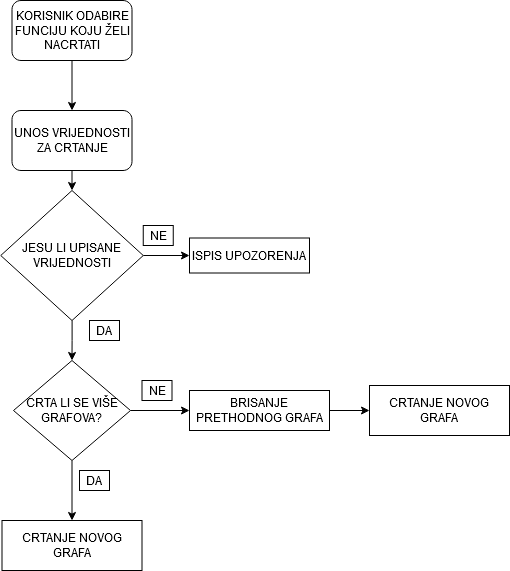 KORISNIK ODABIRE
FUNCIJU KOJU ŽELI
NACRTATI
UNOS VRIJEDNOSTI
ZA CRTANJE
JESU LI UPISANE
VRIJEDNOSTI
NE
ISPIS UPOZORENJA
DA
CRTA LI SE VIŠE
GRAFOVA?
NE
BRISANJE
PRETHODNOG GRAFA
CRTANJE NOVOG
GRAFA
DA
CRTANJE NOVOG
GRAFA